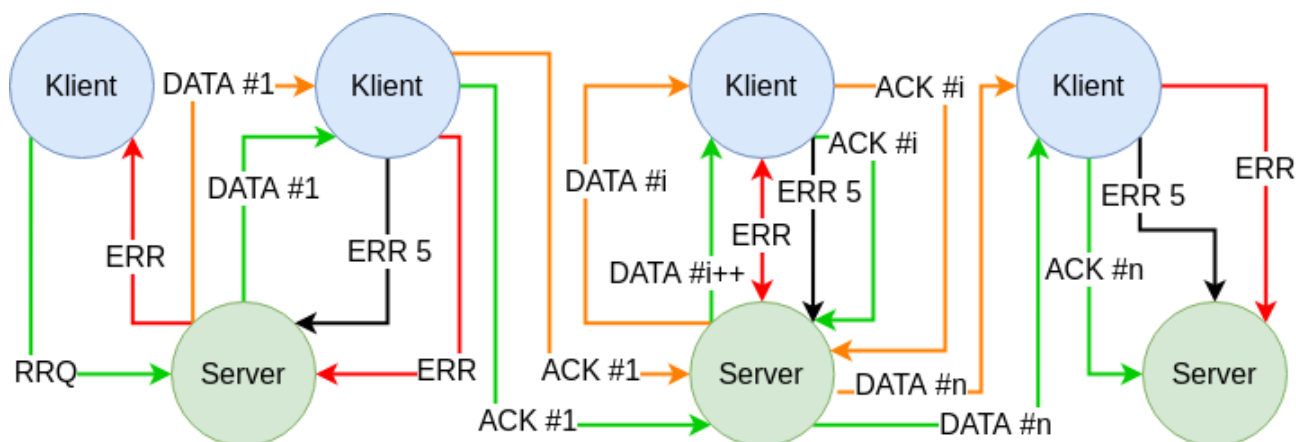 Klient
DATA #1
Klient
Klient
ACK #i
Klient
ACK #i
DATA #1
DATA #i
ERR 5
ERR
ERR 5
ERR
ERR
ERR 5
DATA #i++
ACK #n
RRQ
Server
ERR
ACK #1
Server
DATA #n
Server
ACK #1
DATA #n